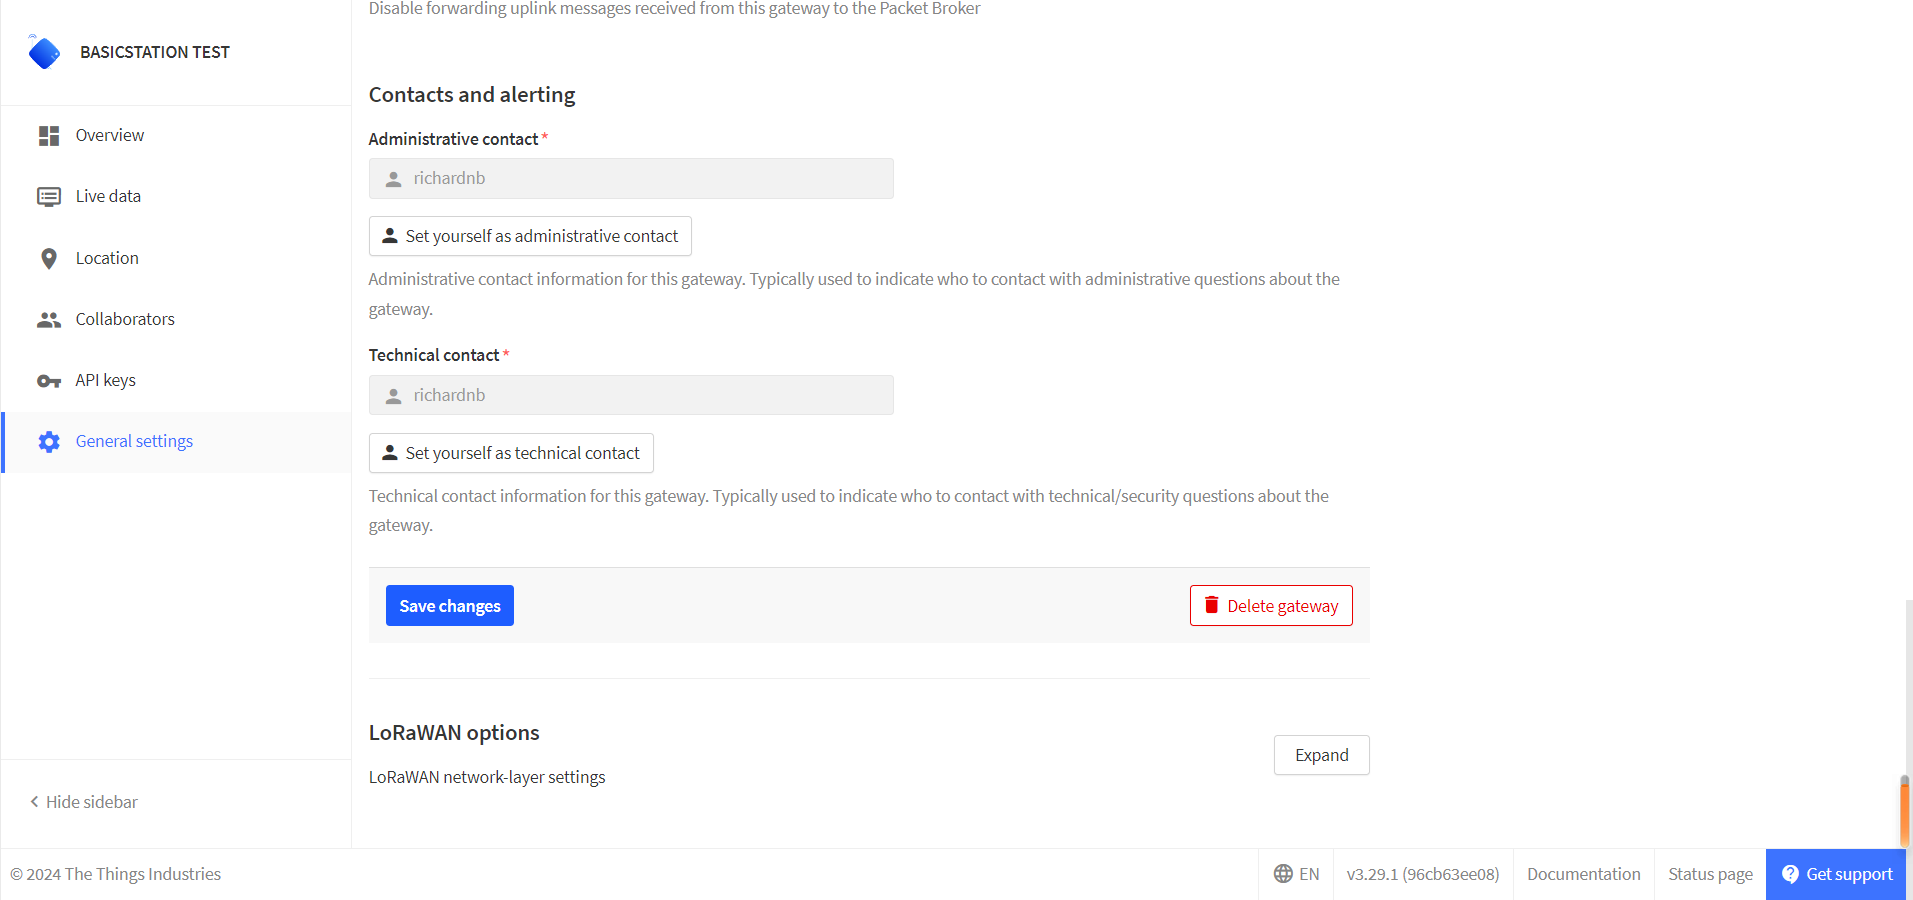 Disable forwarding uplink messages received from this gateway to the Packet Broker
BASICSTATION TEST
Overview
Live data
Location
Collaborators
API keys
General settings
Hide sidebar
Contacts and alerting
Administrative contact *
richardnb
Set yourself as administrative contact
Administrative contact information for this gateway. Typically used to indicate who to contact with administrative questions about the
gateway.
Technical contact *
richardnb
Set yourself as technical contact
Technical contact information for this gateway. Typically used to indicate who to contact with technical/security questions about the
gateway.
Save changes
Delete gateway
LoRaWAN options
Expand
LoRaWAN network-layer settings
© 2024 The Things Industries
EN
v3.29.1 (96cb63ee08)
Documentation
Status page
Get support